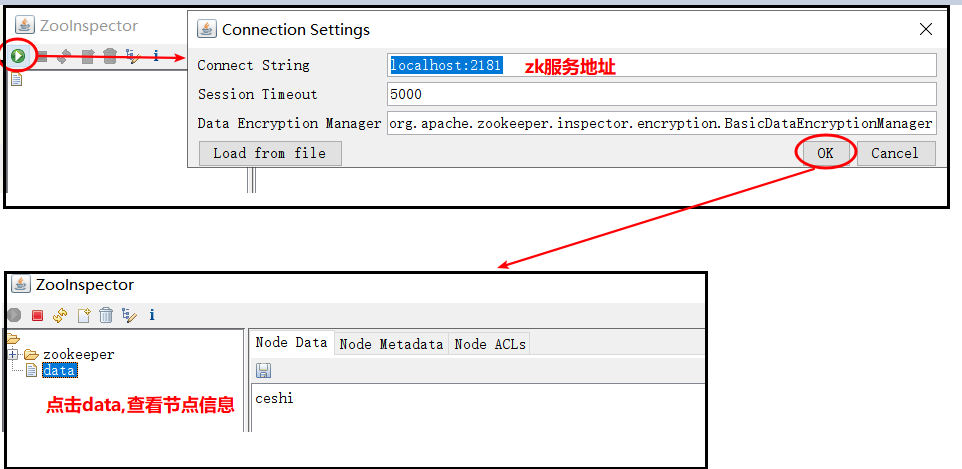 ZooInspector
Connection Settings
Connect String localhost:2181 zk服务地址
Session Timeout 5000
Data Encryption Manager org.apache.zookeeper.inspector.encryption.BasicDataEncryptionManager
Load from file OK Cancel
ZooInspector
Node Data Node Metadata Node ACLs
zookeeper
data
ceshi
点击data,查看节点信息